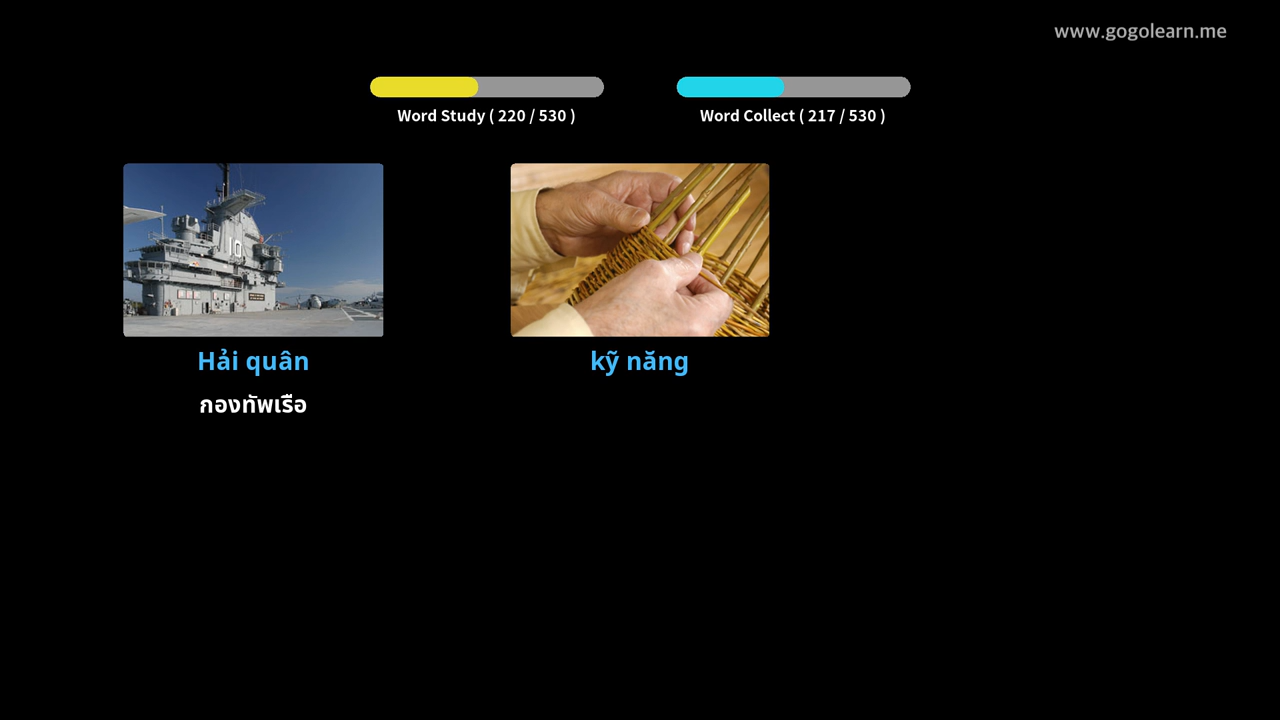 www.gogolearn.me
Word Study ( 220 / 530 )
Word Collect ( 217 / 530 )
10
Hải quân
kỹ năng
กองทัพเรือ